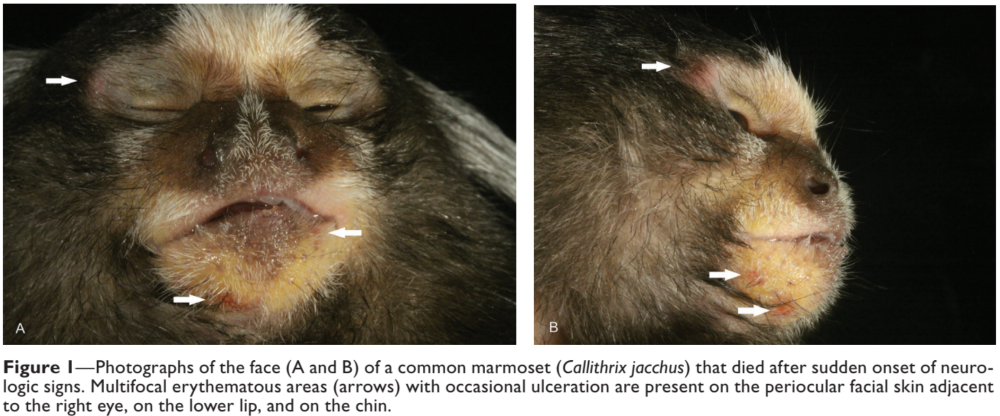 A
B
Figure 1—Photographs of the face (A and B) of a common marmoset (Callithrix jacchus) that died after sudden onset of neuro-
logic signs. Multifocal erythematous areas (arrows) with occasional ulceration are present on the periocular facial skin adjacent
to the right eye, on the lower lip, and on the chin.